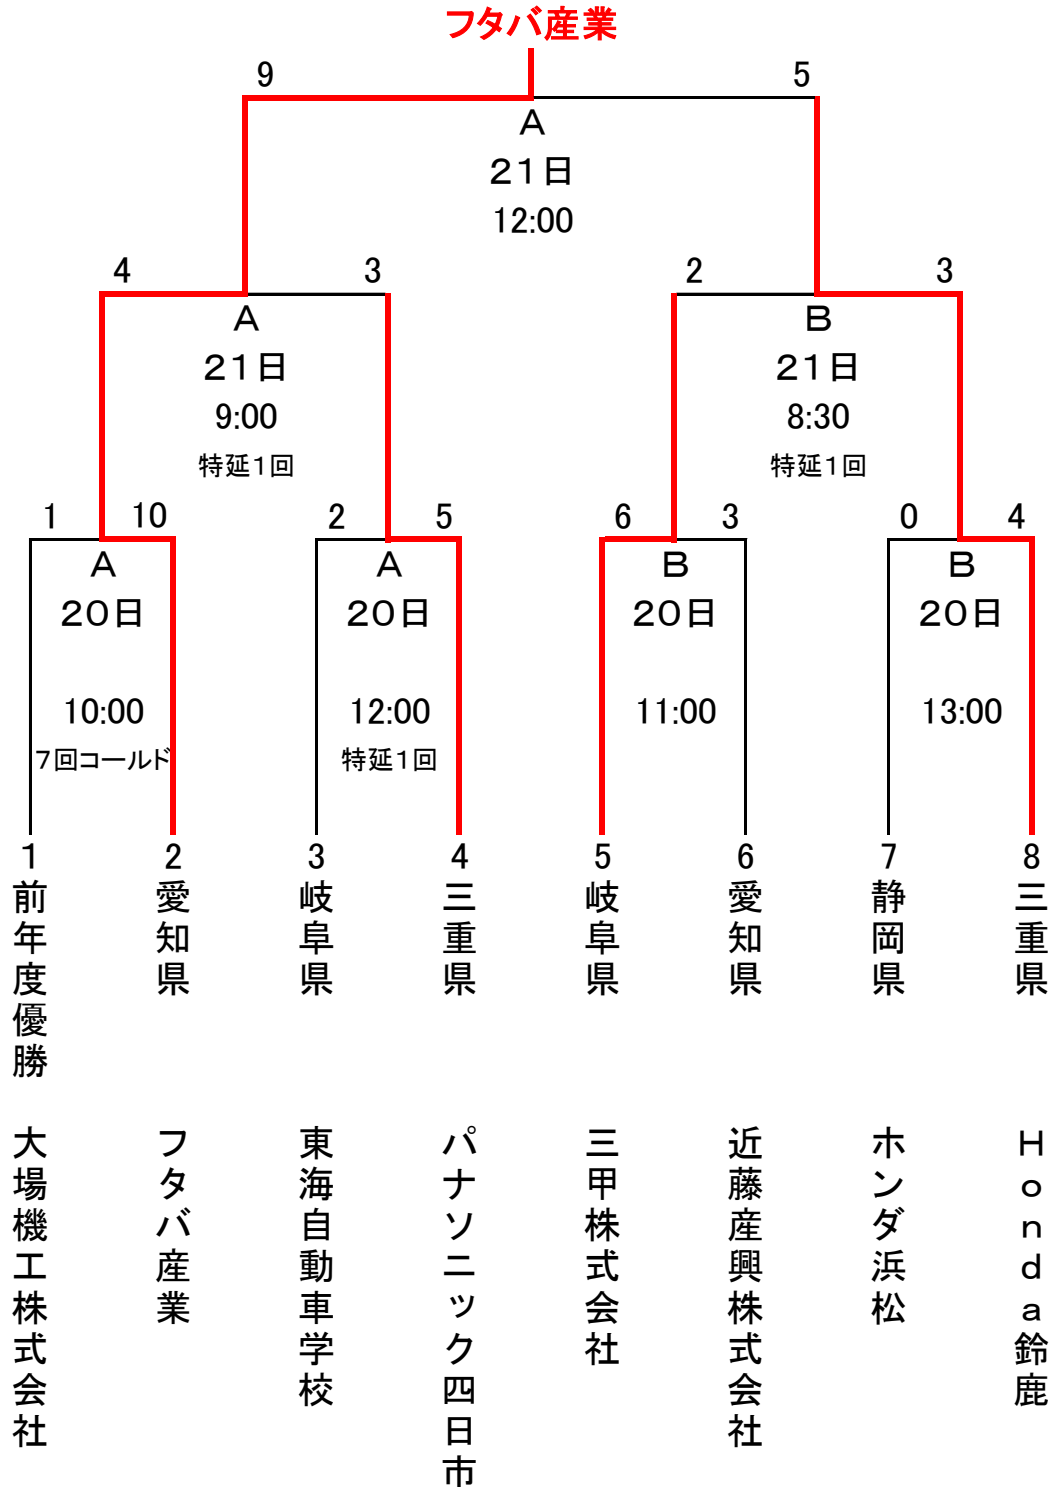 フタバ産業
9 5
A
21日
12:00
4 3 2 3
A B
21日 21日
9:00 8:30
特延1回 特延1回
1 10 2 5 6 3 0 4
A A B B
20日 20日 20日 20日
10:00 12:00 11:00 13:00
7回コールド 特延1回
1 2 3 4 5 6 7 8
前年度優勝
愛知県
岐阜県
三重県
岐阜県
愛知県
静岡県
三重県
大場機工株式会社
フタバ産業
東海自動車学校
パナソニック四日市
三甲株式会社
近藤産興株式会社
ホンダ浜松
Honda鈴鹿